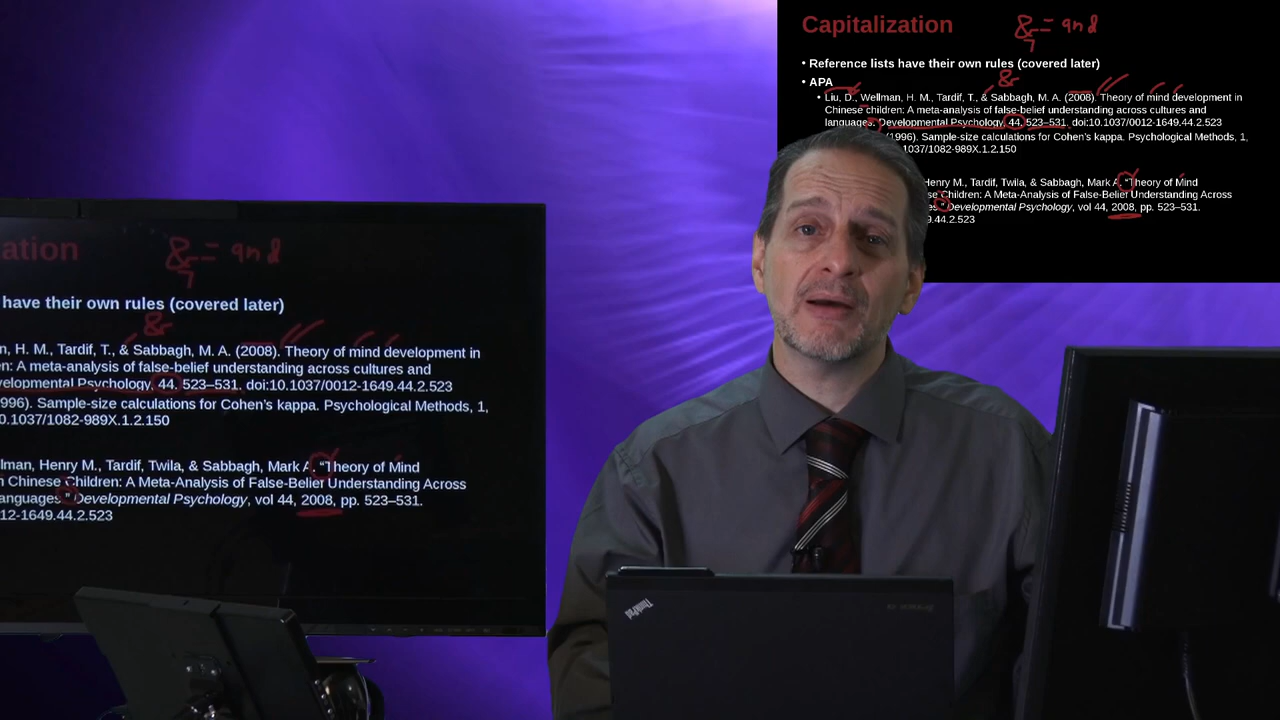 Capitalization
& = and
• Reference lists have their own rules (covered later)
&
• APA
• Liu, D., Wellman, H. M., Tardif, T., & Sabbagh, M. A. (2008). Theory of mind development in
Chinese children: A meta-analysis of false-belief understanding across cultures and
languages. Developmental Psychology, 44, 523–531. doi:10.1037/0012-1649.44.2.523
(1996). Sample-size calculations for Cohen's kappa. Psychological Methods, 1,
1037/1082-989X.1.2.150
Henry M., Tardif, Twila, & Sabbagh, Mark A. "Theory of Mind
Children: A Meta-Analysis of False-Belief Understanding Across
" Developmental Psychology, vol 44, 2008, pp. 523–531.
9.44.2.523
ation
& = and
have their own rules (covered later)
&
n, H. M., Tardif, T., & Sabbagh, M. A. (2008). Theory of mind development in
en: A meta-analysis of false-belief understanding across cultures and
velopmental Psychology, 44, 523–531. doi:10.1037/0012-1649.44.2.523
996). Sample-size calculations for Cohen's kappa. Psychological Methods, 1,
0.1037/1082-989X.1.2.150
lman, Henry M., Tardif, Twila, & Sabbagh, Mark A. "Theory of Mind
n Chinese Children: A Meta-Analysis of False-Belief Understanding Across
anguages." Developmental Psychology, vol 44, 2008, pp. 523–531.
12-1649.44.2.523
ThinkPad